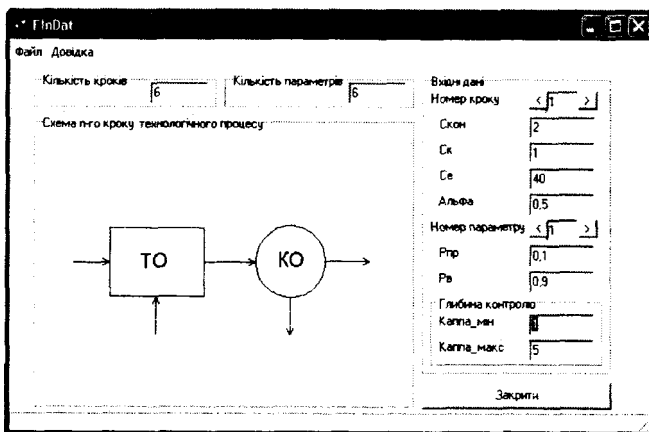 FInDat
Файл Довідка
Кількість кроків
6
Кількість параметрів
6
Схема n-го кроку технологічного процесу
ТО
КО
Вхідні дані
Номер кроку < 1 >
Скон 2
Ск 1
Се 40
Альфа 0,5
Номер параметру < 1 >
Рпр 0,1
Рв 0,9
Глибина контролю
Каппа_мін 1
Каппа_макс 5
Закрити